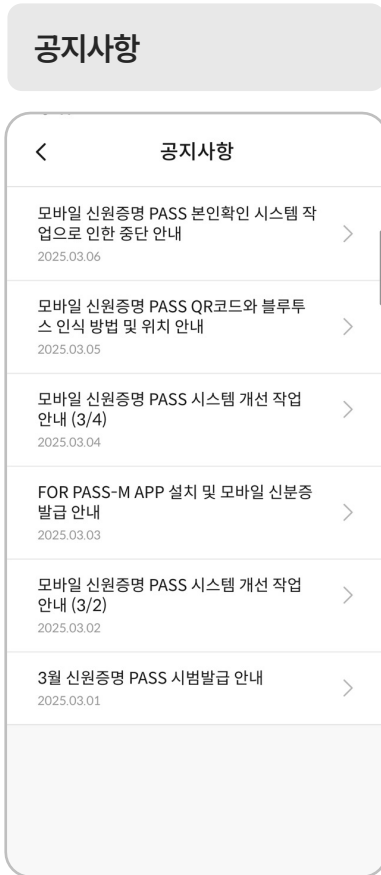 공지사항
공지사항
모바일 신원증명 PASS 본인확인 시스템 작
업으로 인한 중단 안내
2025.03.06
모바일 신원증명 PASS QR코드와 블루투
스 인식 방법 및 위치 안내
2025.03.05
모바일 신원증명 PASS 시스템 개선 작업
안내 (3/4)
2025.03.04
FOR PASS-M APP 설치 및 모바일 신분증
발급 안내
2025.03.03
모바일 신원증명 PASS 시스템 개선 작업
안내 (3/2)
2025.03.02
3월 신원증명 PASS 시범발급 안내
2025.03.01